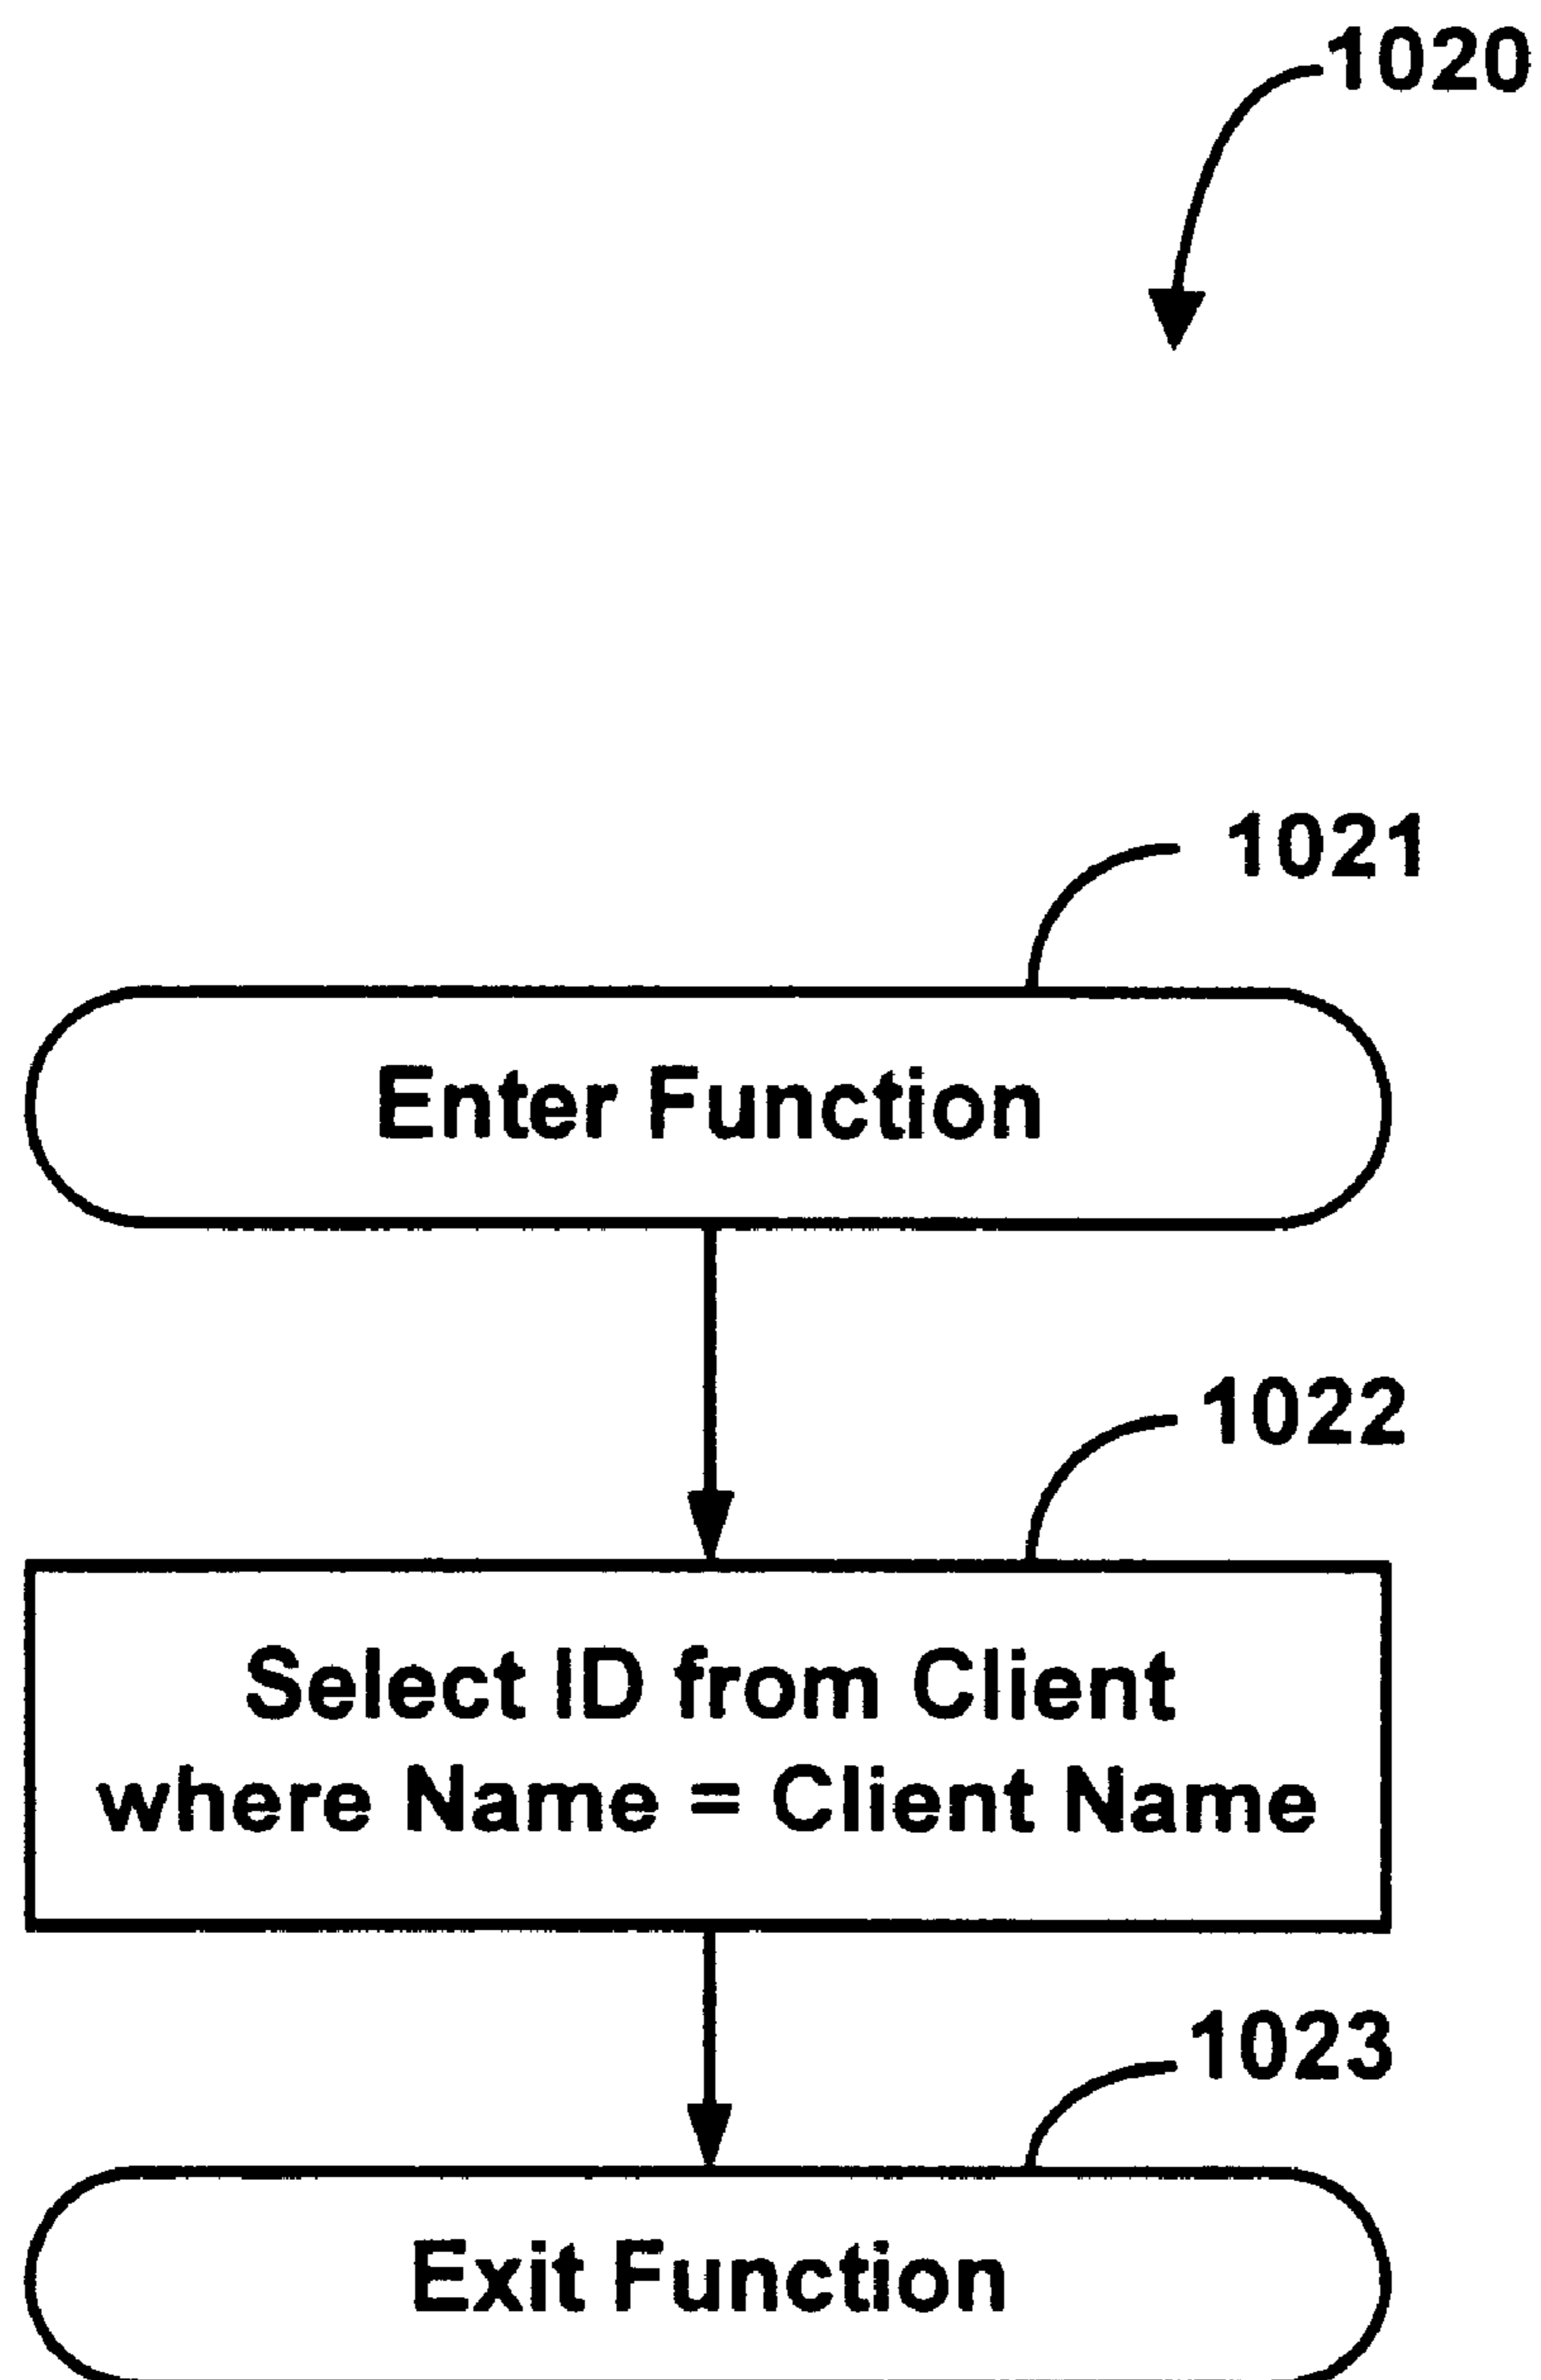 1020
1021
Enter Function
1022
Select ID from Client
where Name = Client Name
1023
Exit Function